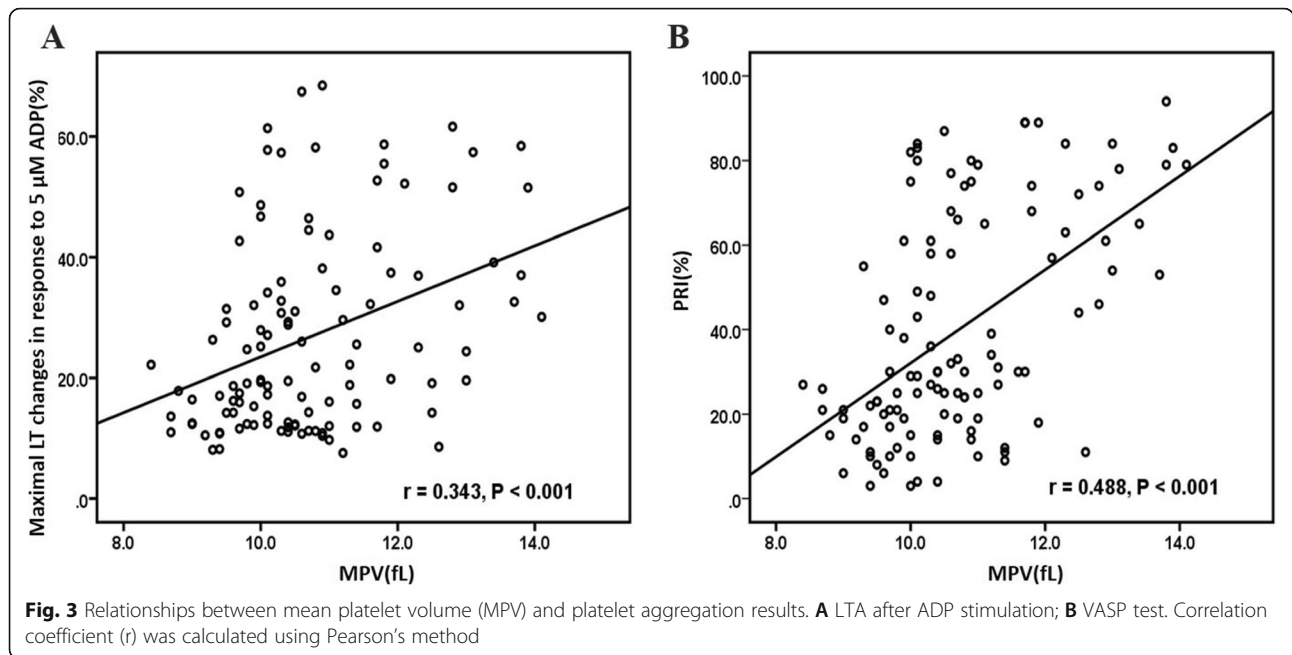 A
B
Maximal LT changes in response to 5 µM ADP(%)
60.0
40.0
20.0
.0
8.0
10.0
12.0
14.0
MPV(fL)
r = 0.343, P < 0.001
PRI(%)
100.0
80.0
60.0
40.0
20.0
.0
8.0
10.0
12.0
14.0
MPV(fL)
r = 0.488, P < 0.001
Fig. 3 Relationships between mean platelet volume (MPV) and platelet aggregation results. A LTA after ADP stimulation; B VASP test. Correlation
coefficient (r) was calculated using Pearson's method